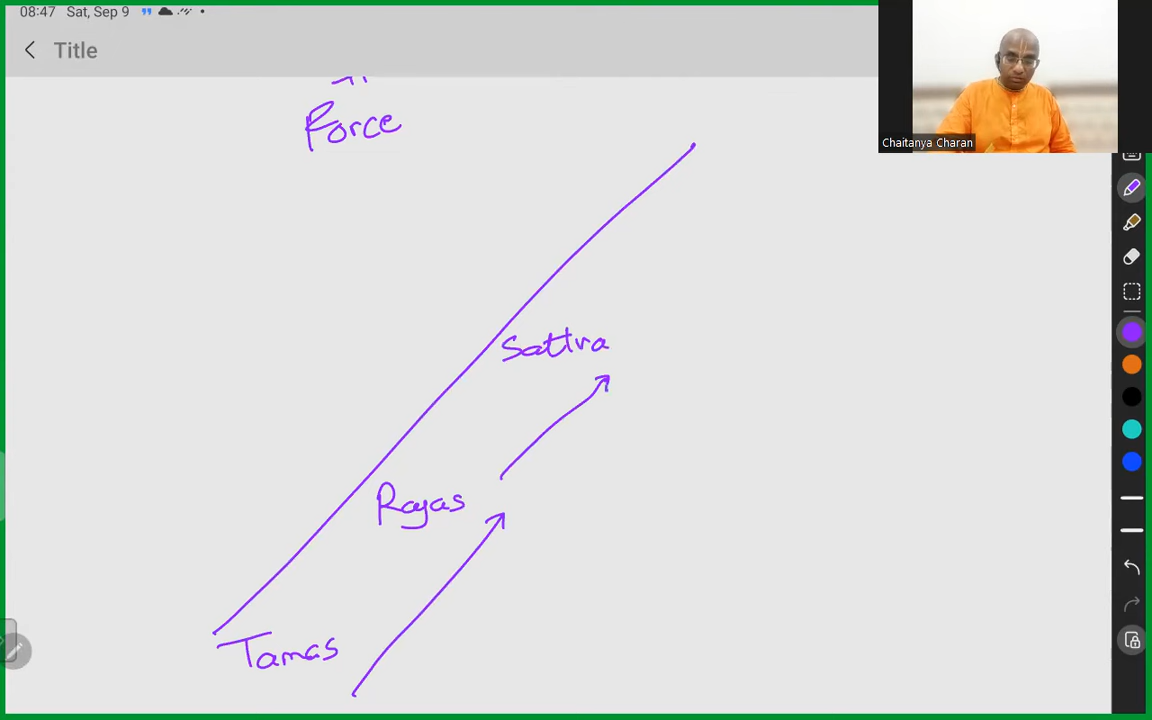 08:47 Sat, Sep 9
Title
Chaitanya Charan
Force
Sattva
Rajas
Tamas